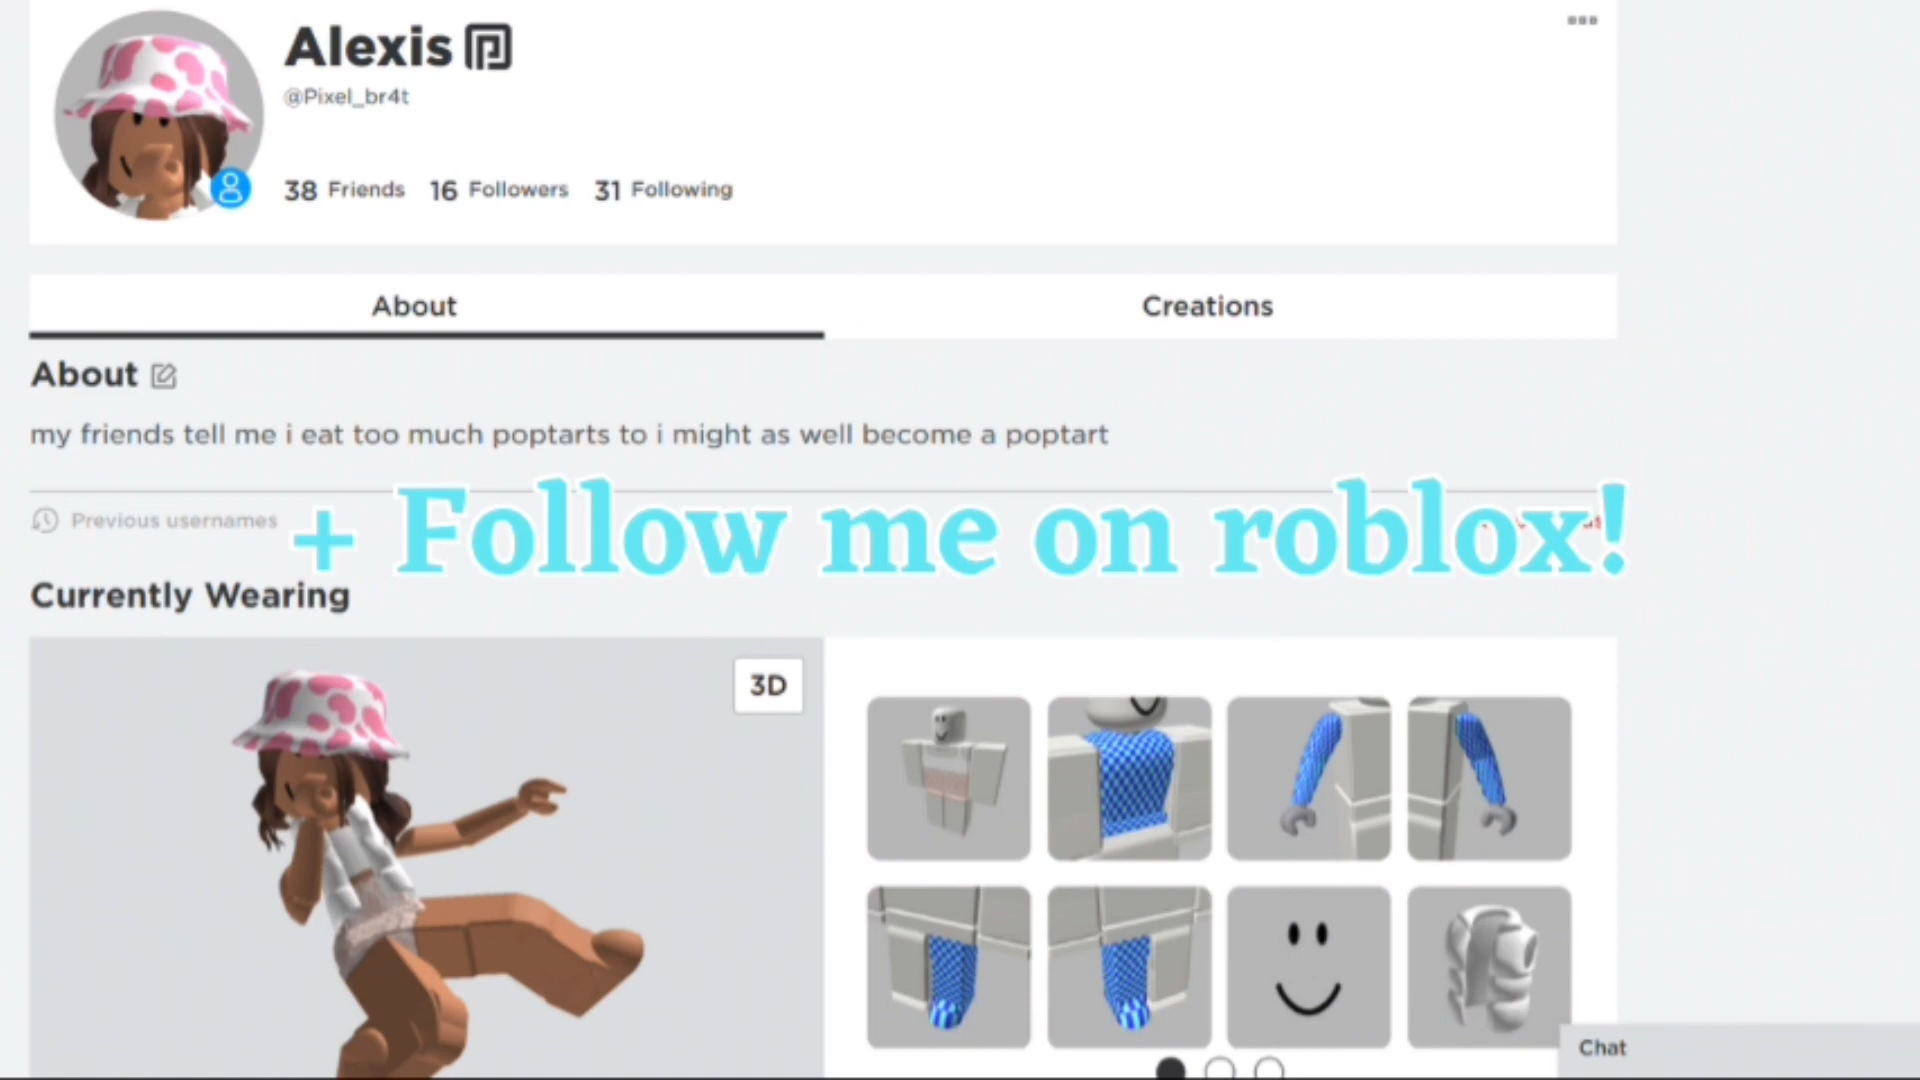 Alexis
@Pixel_br4t
38 Friends 16 Followers 31 Following
About Creations
About
my friends tell me i eat too much poptarts to i might as well become a poptart
Previous usernames
+ Follow me on roblox!
Currently Wearing
3D
Chat